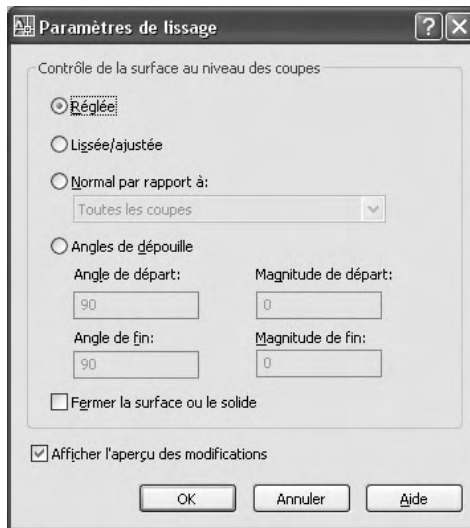 Paramètres de lissage
Contrôle de la surface au niveau des coupes
Réglée
Lissée/ajustée
Normal par rapport à:
Toutes les coupes
Angles de dépouille
Angle de départ: Magnitude de départ:
90 0
Angle de fin: Magnitude de fin:
90 0
Fermer la surface ou le solide
Afficher l'aperçu des modifications
OK Annuler Aide